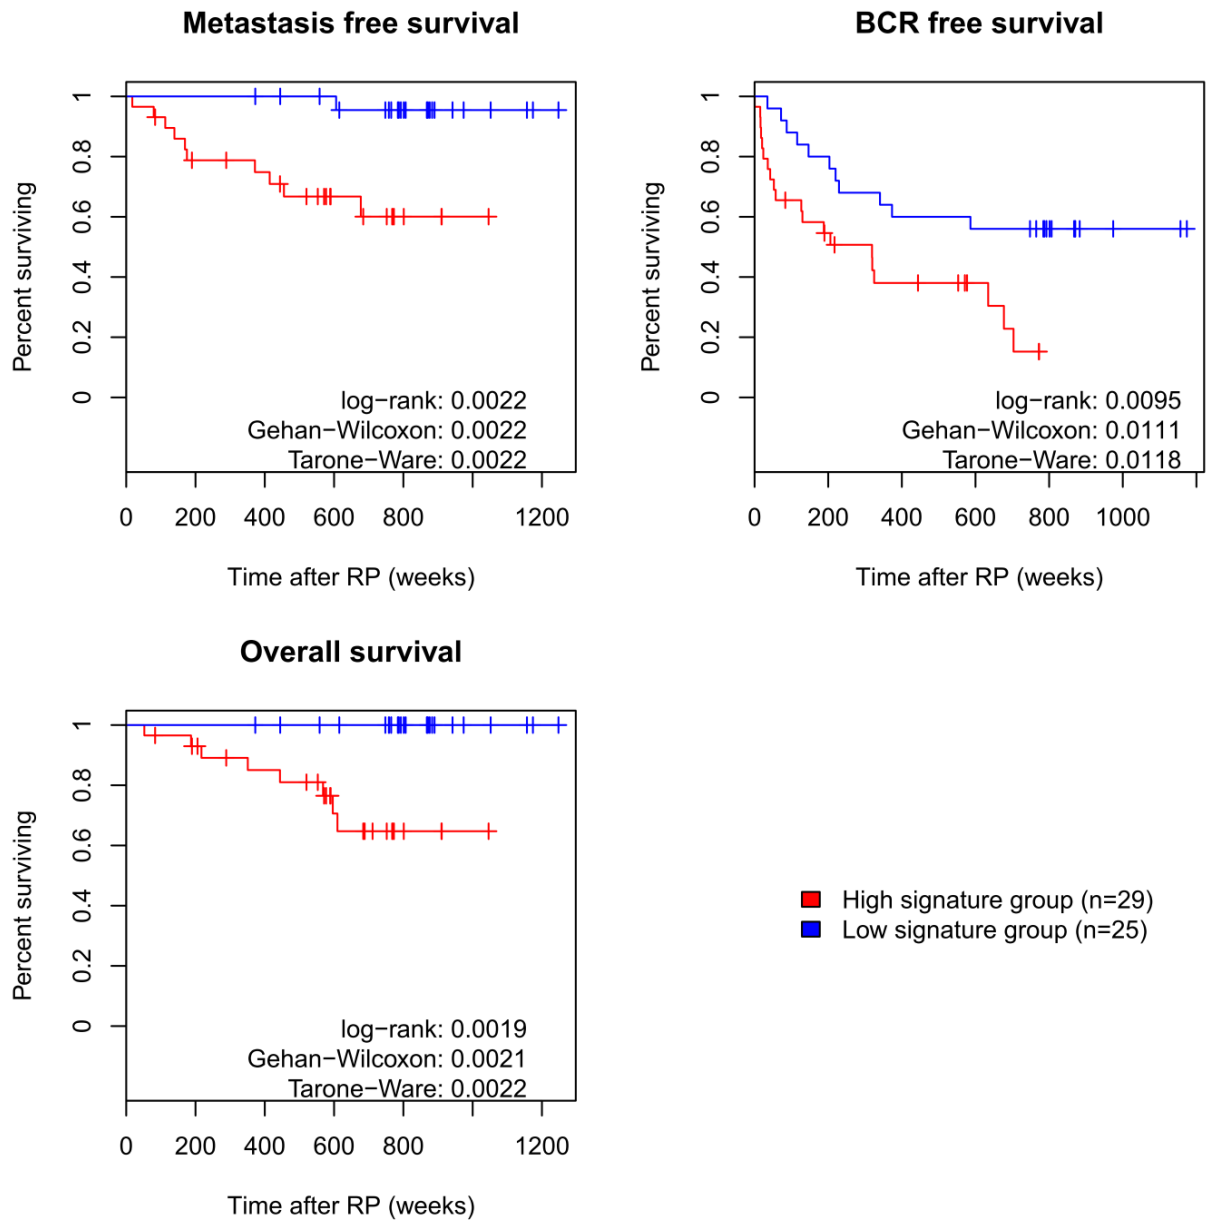 Metastasis free survival
Percent surviving
1
0.8
0.6
0.4
0.2
0
log−rank: 0.0022
Gehan−Wilcoxon: 0.0022
Tarone−Ware: 0.0022
0 200 400 600 800 1200
Time after RP (weeks)
BCR free survival
Percent surviving
1
0.8
0.6
0.4
0.2
0
log−rank: 0.0095
Gehan−Wilcoxon: 0.0111
Tarone−Ware: 0.0118
0 200 400 600 800 1000
Time after RP (weeks)
Overall survival
Percent surviving
1
0.8
0.6
0.4
0.2
0
log−rank: 0.0019
Gehan−Wilcoxon: 0.0021
Tarone−Ware: 0.0022
0 200 400 600 800 1200
Time after RP (weeks)
High signature group (n=29)
Low signature group (n=25)